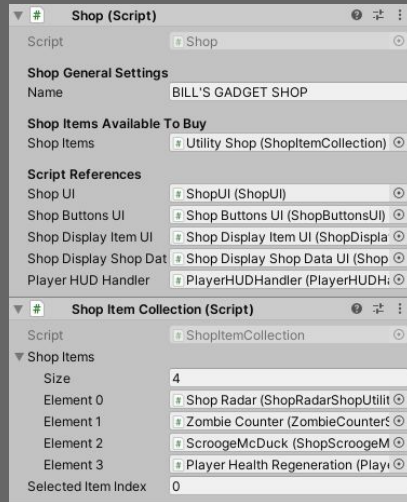 Shop (Script)
Script Shop
Shop General Settings
Name BILL'S GADGET SHOP
Shop Items Available To Buy
Shop Items Utility Shop (ShopItemCollection)
Script References
Shop UI ShopUI (ShopUI)
Shop Buttons UI Shop Buttons UI (ShopButtonsUI)
Shop Display Item UI Shop Display Item UI (ShopDispla
Shop Display Shop Dat Shop Display Shop Data UI (Shop
Player HUD Handler PlayerHUDHandler (PlayerHUDHa
Shop Item Collection (Script)
Script ShopItemCollection
Shop Items
Size 4
Element 0 Shop Radar (ShopRadarShopUtilit
Element 1 Zombie Counter (ZombieCounterS
Element 2 ScroogeMcDuck (ShopScroogeM
Element 3 Player Health Regeneration (Playe
Selected Item Index 0